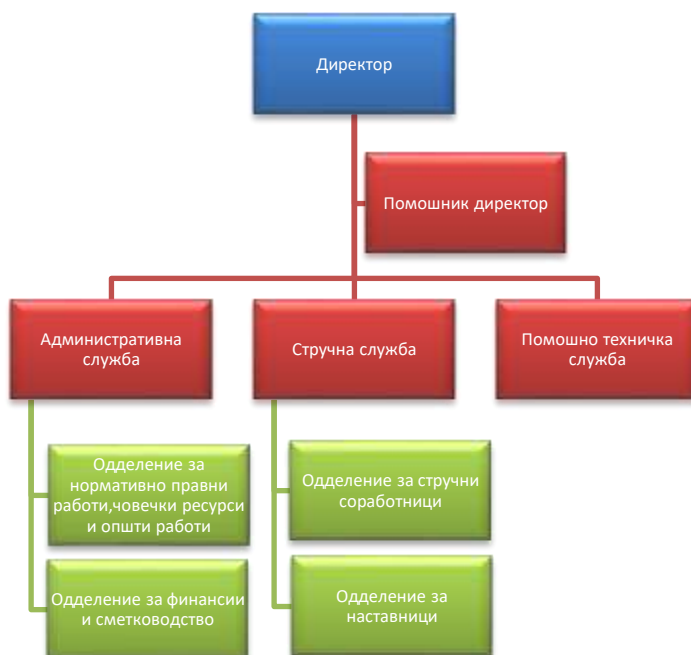 Директор
Помошник директор
Административна
служба
Стручна служба
Помошно техничка
служба
Одделение за
нормативно правни
работи,човечки ресурси
и општи работи
Одделение за стручни
соработници
Одделение за финансии
и сметководство
Одделение за
наставници